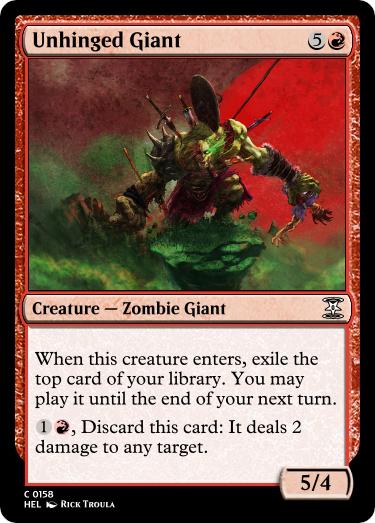 Unhinged Giant 5
Creature — Zombie Giant
When this creature enters, exile the
top card of your library. You may
play it until the end of your next turn.
1 , Discard this card: It deals 2
damage to any target.
5/4
C 0158
HEL Rick Troula